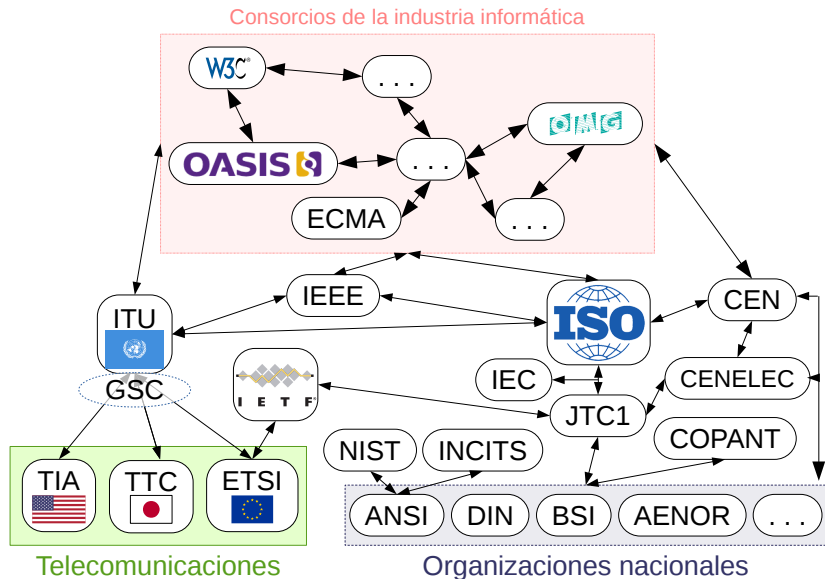 Consorcios de la industria informática
W3C®
. . .
OMG
OASIS
. . .
ECMA
. . .
IEEE
ITU
ISO
CEN
GSC
IETF®
IEC
CENELEC
JTC1
NIST
INCITS
COPANT
TIA
TTC
ETSI
ANSI
DIN
BSI
AENOR
. . .
Telecomunicaciones
Organizaciones nacionales